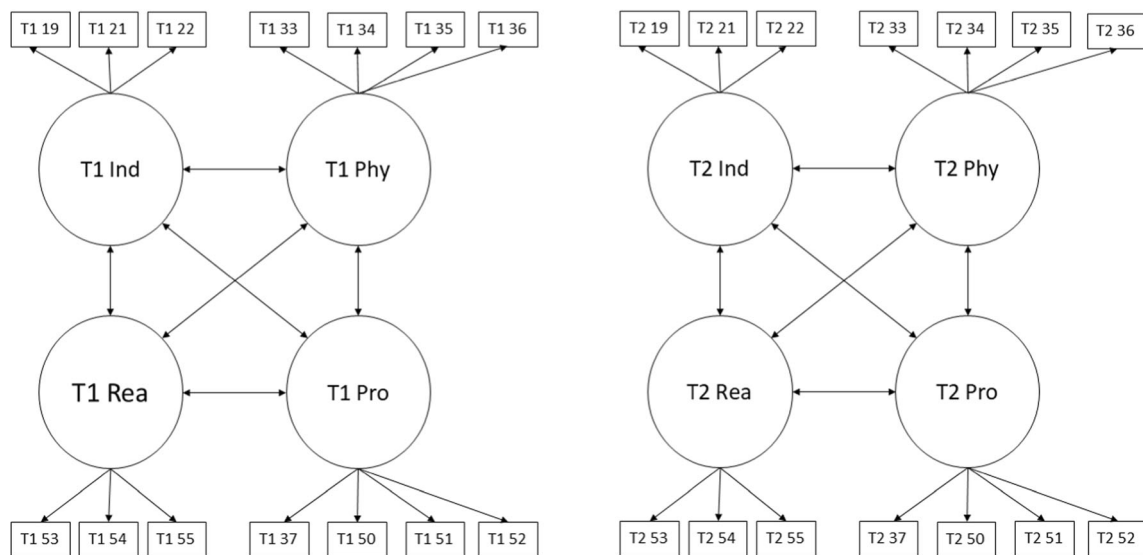 T1 19 T1 21 T1 22 T1 33 T1 34 T1 35 T1 36
T1 Ind T1 Phy
T1 Rea T1 Pro
T1 53 T1 54 T1 55 T1 37 T1 50 T1 51 T1 52
T2 19 T2 21 T2 22 T2 33 T2 34 T2 35 T2 36
T2 Ind T2 Phy
T2 Rea T2 Pro
T2 53 T2 54 T2 55 T2 37 T2 50 T2 51 T2 52